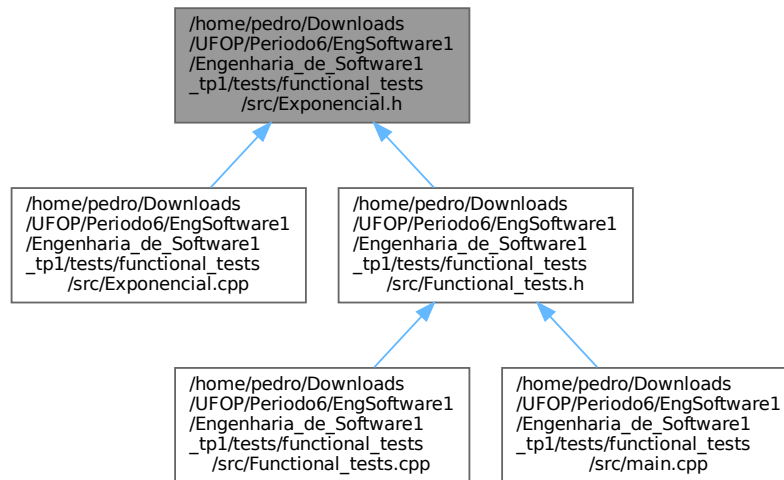 /home/pedro/Downloads
/UFOP/Periodo6/EngSoftware1
/Engenharia_de_Software1
_tp1/tests/functional_tests
/src/Exponencial.h
/home/pedro/Downloads
/UFOP/Periodo6/EngSoftware1
/Engenharia_de_Software1
_tp1/tests/functional_tests
/src/Exponencial.cpp
/home/pedro/Downloads
/UFOP/Periodo6/EngSoftware1
/Engenharia_de_Software1
_tp1/tests/functional_tests
/src/Functional_tests.h
/home/pedro/Downloads
/UFOP/Periodo6/EngSoftware1
/Engenharia_de_Software1
_tp1/tests/functional_tests
/src/Functional_tests.cpp
/home/pedro/Downloads
/UFOP/Periodo6/EngSoftware1
/Engenharia_de_Software1
_tp1/tests/functional_tests
/src/main.cpp